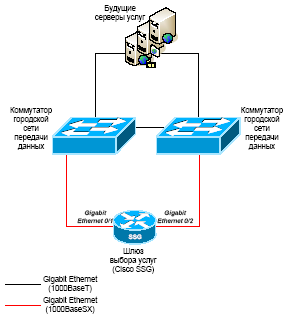 Будущие
серверы услуг
Коммутатор
городской
сети
передачи
данных
Коммутатор
городской
сети
передачи
данных
Gigabit
Ethernet 0/1
Gigabit
Ethernet 0/2
SSG
Шлюз
выбора услуг
(Cisco SSG)
Gigabit Ethernet
(1000BaseT)
Gigabit Ethernet
(1000BaseSX)